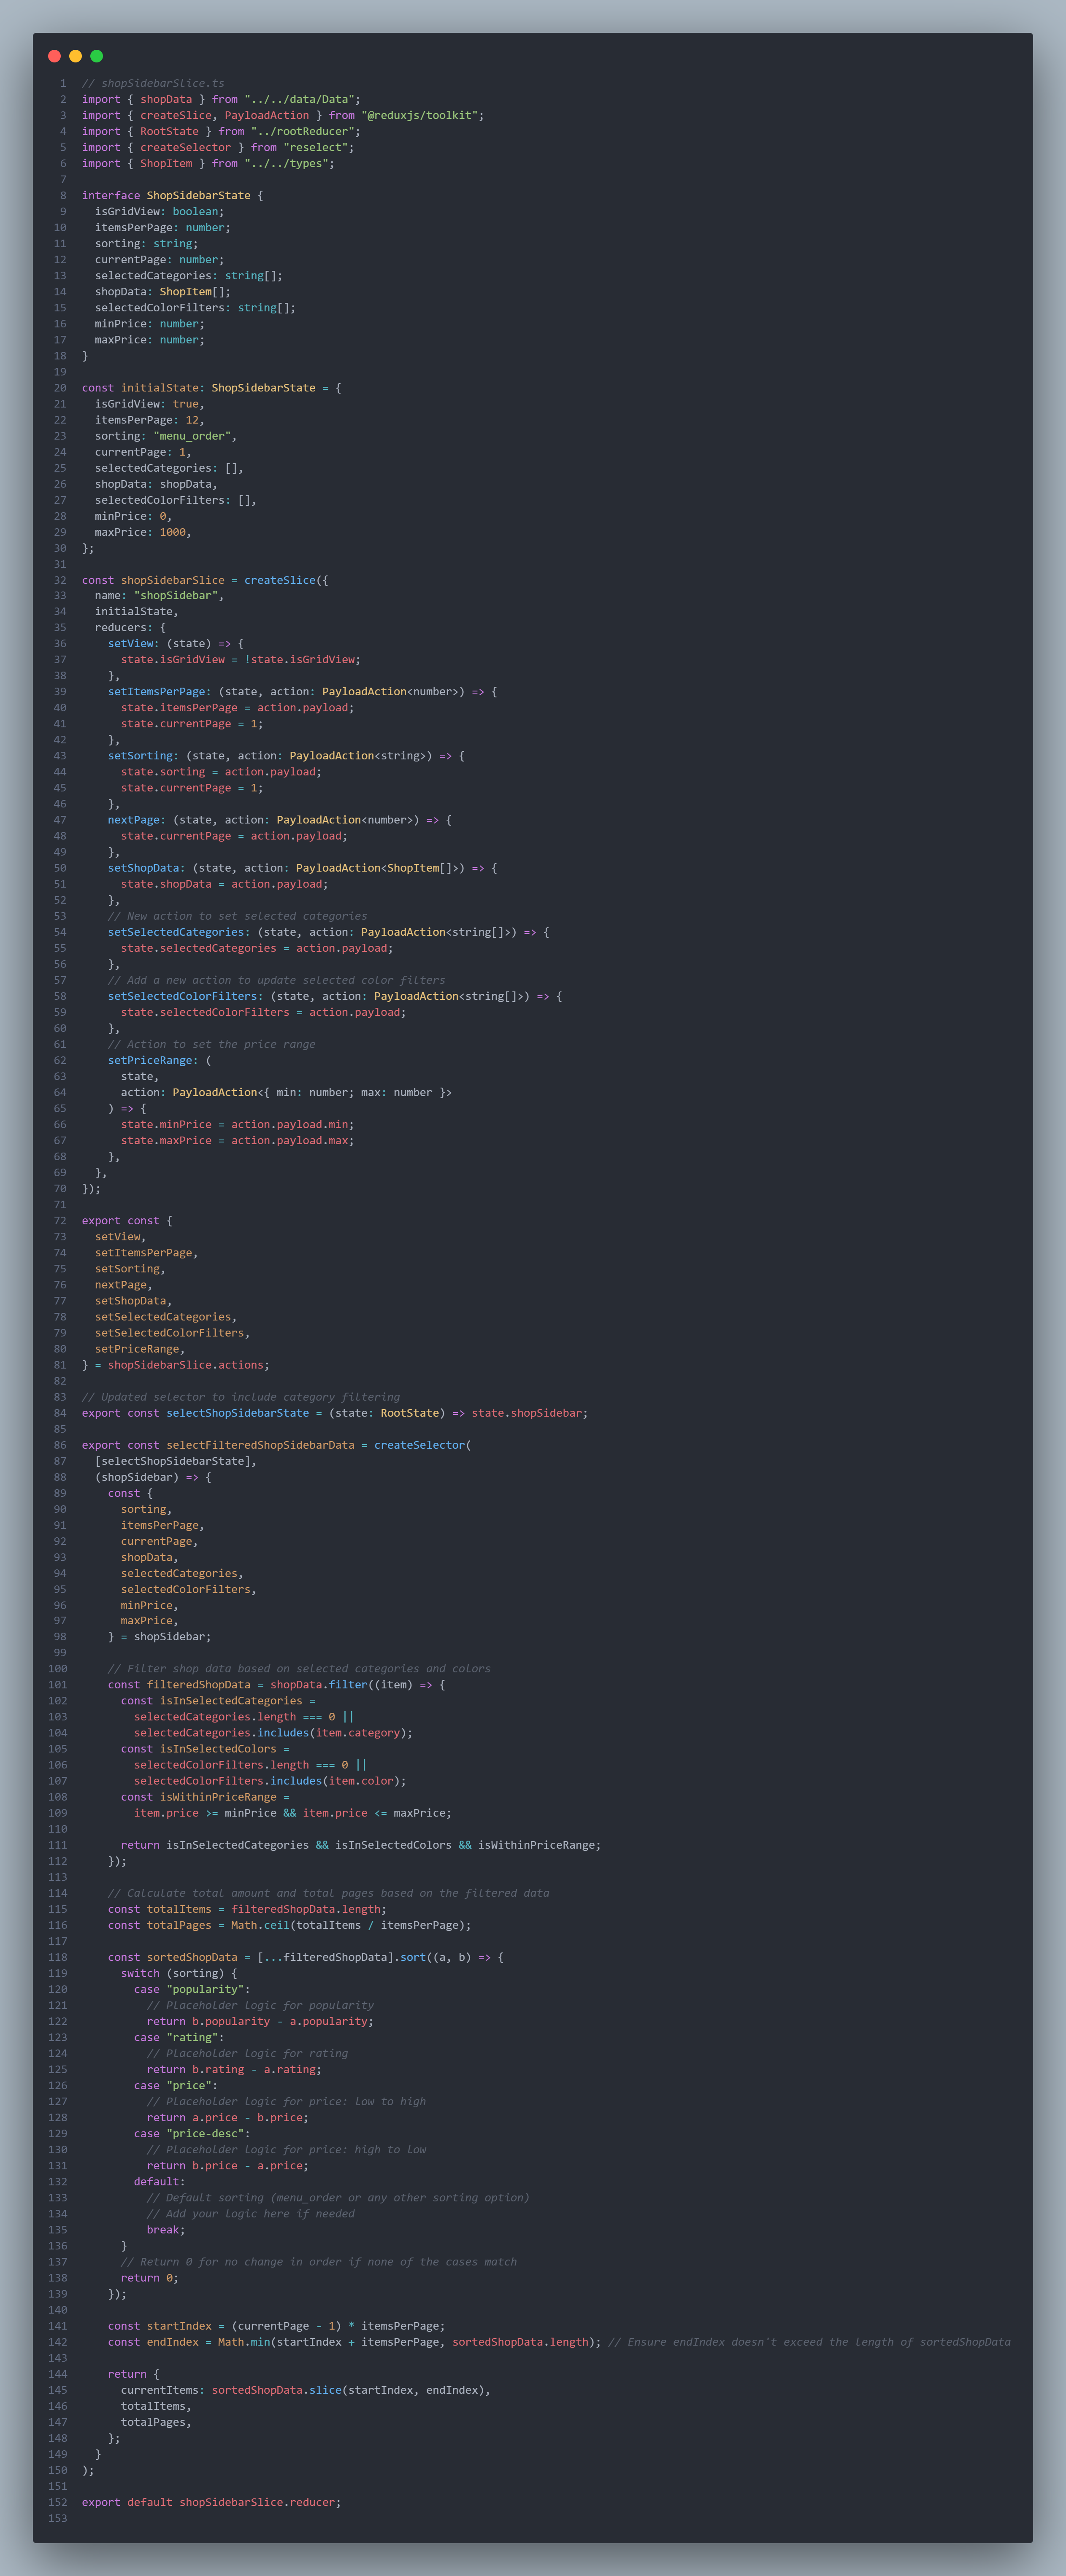 1 // shopSidebarSlice.ts
2 import { shopData } from "../../data/Data";
3 import { createSlice, PayloadAction } from "@reduxjs/toolkit";
4 import { RootState } from "../rootReducer";
5 import { createSelector } from "reselect";
6 import { ShopItem } from "../../types";
7
8 interface ShopSidebarState {
9   isGridView: boolean;
10   itemsPerPage: number;
11   sorting: string;
12   currentPage: number;
13   selectedCategories: string[];
14   shopData: ShopItem[];
15   selectedColorFilters: string[];
16   minPrice: number;
17   maxPrice: number;
18 }
19
20 const initialState: ShopSidebarState = {
21   isGridView: true,
22   itemsPerPage: 12,
23   sorting: "menu_order",
24   currentPage: 1,
25   selectedCategories: [],
26   shopData: shopData,
27   selectedColorFilters: [],
28   minPrice: 0,
29   maxPrice: 1000,
30 };
31
32 const shopSidebarSlice = createSlice({
33   name: "shopSidebar",
34   initialState,
35   reducers: {
36     setView: (state) => {
37       state.isGridView = !state.isGridView;
38     },
39     setItemsPerPage: (state, action: PayloadAction<number>) => {
40       state.itemsPerPage = action.payload;
41       state.currentPage = 1;
42     },
43     setSorting: (state, action: PayloadAction<string>) => {
44       state.sorting = action.payload;
45       state.currentPage = 1;
46     },
47     nextPage: (state, action: PayloadAction<number>) => {
48       state.currentPage = action.payload;
49     },
50     setShopData: (state, action: PayloadAction<ShopItem[]>) => {
51       state.shopData = action.payload;
52     },
53     // New action to set selected categories
54     setSelectedCategories: (state, action: PayloadAction<string[]>) => {
55       state.selectedCategories = action.payload;
56     },
57     // Add a new action to update selected color filters
58     setSelectedColorFilters: (state, action: PayloadAction<string[]>) => {
59       state.selectedColorFilters = action.payload;
60     },
61     // Action to set the price range
62     setPriceRange: (
63       state,
64       action: PayloadAction<{ min: number; max: number }>
65     ) => {
66       state.minPrice = action.payload.min;
67       state.maxPrice = action.payload.max;
68     },
69   },
70 });
71
72 export const {
73   setView,
74   setItemsPerPage,
75   setSorting,
76   nextPage,
77   setShopData,
78   setSelectedCategories,
79   setSelectedColorFilters,
80   setPriceRange,
81 } = shopSidebarSlice.actions;
82
83 // Updated selector to include category filtering
84 export const selectShopSidebarState = (state: RootState) => state.shopSidebar;
85
86 export const selectFilteredShopSidebarData = createSelector(
87   [selectShopSidebarState],
88   (shopSidebar) => {
89     const {
90       sorting,
91       itemsPerPage,
92       currentPage,
93       shopData,
94       selectedCategories,
95       selectedColorFilters,
96       minPrice,
97       maxPrice,
98     } = shopSidebar;
99
100     // Filter shop data based on selected categories and colors
101     const filteredShopData = shopData.filter((item) => {
102       const isInSelectedCategories =
103         selectedCategories.length === 0 ||
104         selectedCategories.includes(item.category);
105       const isInSelectedColors =
106         selectedColorFilters.length === 0 ||
107         selectedColorFilters.includes(item.color);
108       const isWithinPriceRange =
109         item.price >= minPrice && item.price <= maxPrice;
110
111       return isInSelectedCategories && isInSelectedColors && isWithinPriceRange;
112     });
113
114     // Calculate total amount and total pages based on the filtered data
115     const totalItems = filteredShopData.length;
116     const totalPages = Math.ceil(totalItems / itemsPerPage);
117
118     const sortedShopData = [...filteredShopData].sort((a, b) => {
119       switch (sorting) {
120         case "popularity":
121           // Placeholder logic for popularity
122           return b.popularity - a.popularity;
123         case "rating":
124           // Placeholder logic for rating
125           return b.rating - a.rating;
126         case "price":
127           // Placeholder logic for price: low to high
128           return a.price - b.price;
129         case "price-desc":
130           // Placeholder logic for price: high to low
131           return b.price - a.price;
132         default:
133           // Default sorting (menu_order or any other sorting option)
134           // Add your logic here if needed
135           break;
136       }
137       // Return 0 for no change in order if none of the cases match
138       return 0;
139     });
140
141     const startIndex = (currentPage - 1) * itemsPerPage;
142     const endIndex = Math.min(startIndex + itemsPerPage, sortedShopData.length); // Ensure endIndex doesn't exceed the length of sortedShopData
143
144     return {
145       currentItems: sortedShopData.slice(startIndex, endIndex),
146       totalItems,
147       totalPages,
148     };
149   }
150 );
151
152 export default shopSidebarSlice.reducer;
153